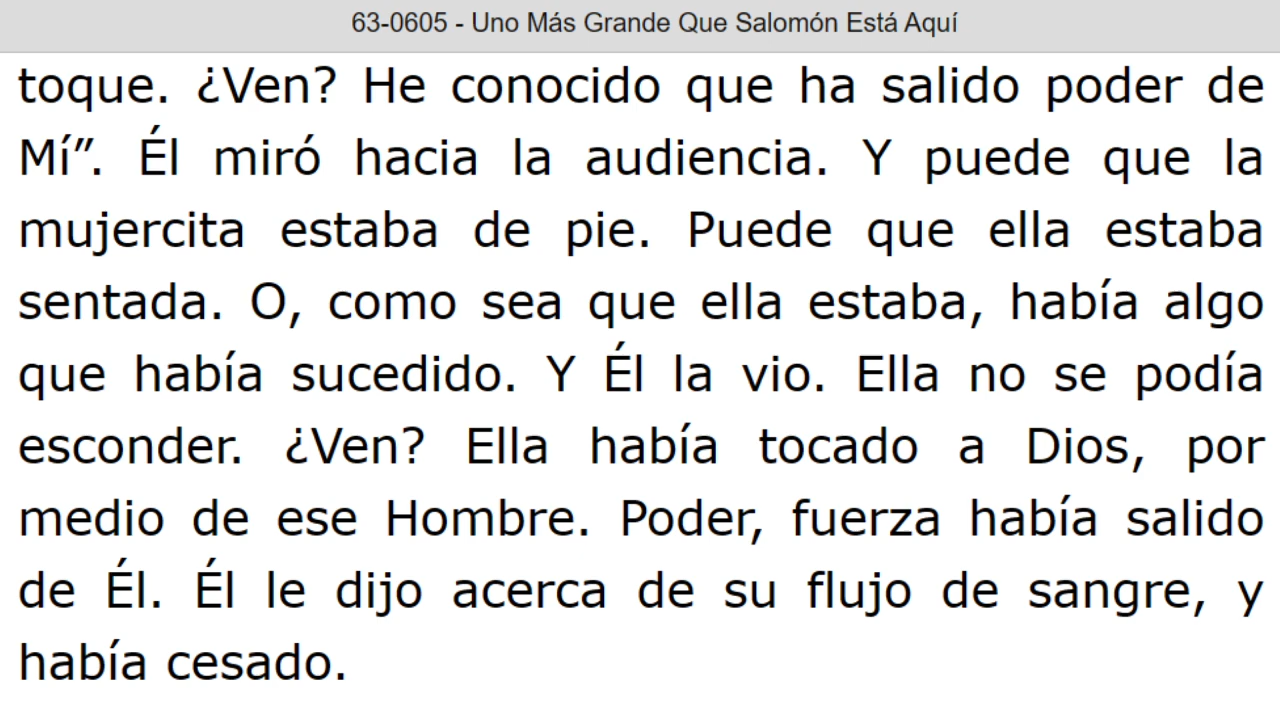 63-0605 - Uno Más Grande Que Salomón Está Aquí
toque. ¿Ven? He conocido que ha salido poder de
Mí”. Él miró hacia la audiencia. Y puede que la
mujercita estaba de pie. Puede que ella estaba
sentada. O, como sea que ella estaba, había algo
que había sucedido. Y Él la vio. Ella no se podía
esconder. ¿Ven? Ella había tocado a Dios, por
medio de ese Hombre. Poder, fuerza había salido
de Él. Él le dijo acerca de su flujo de sangre, y
había cesado.